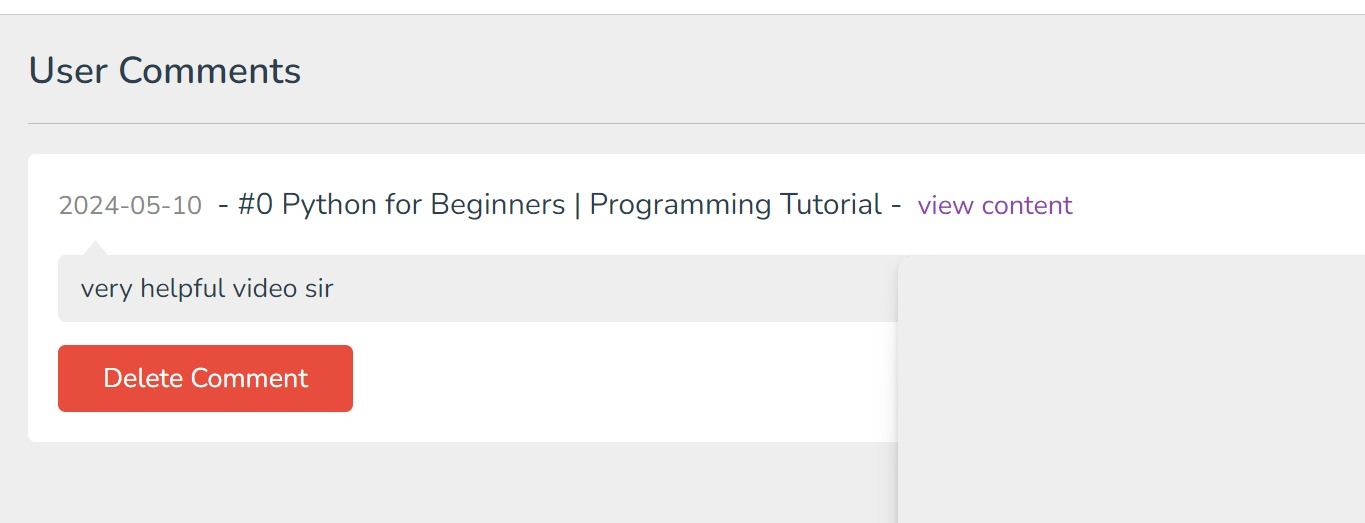 User Comments
2024-05-10 - #0 Python for Beginners | Programming Tutorial - view content
very helpful video sir
Delete Comment